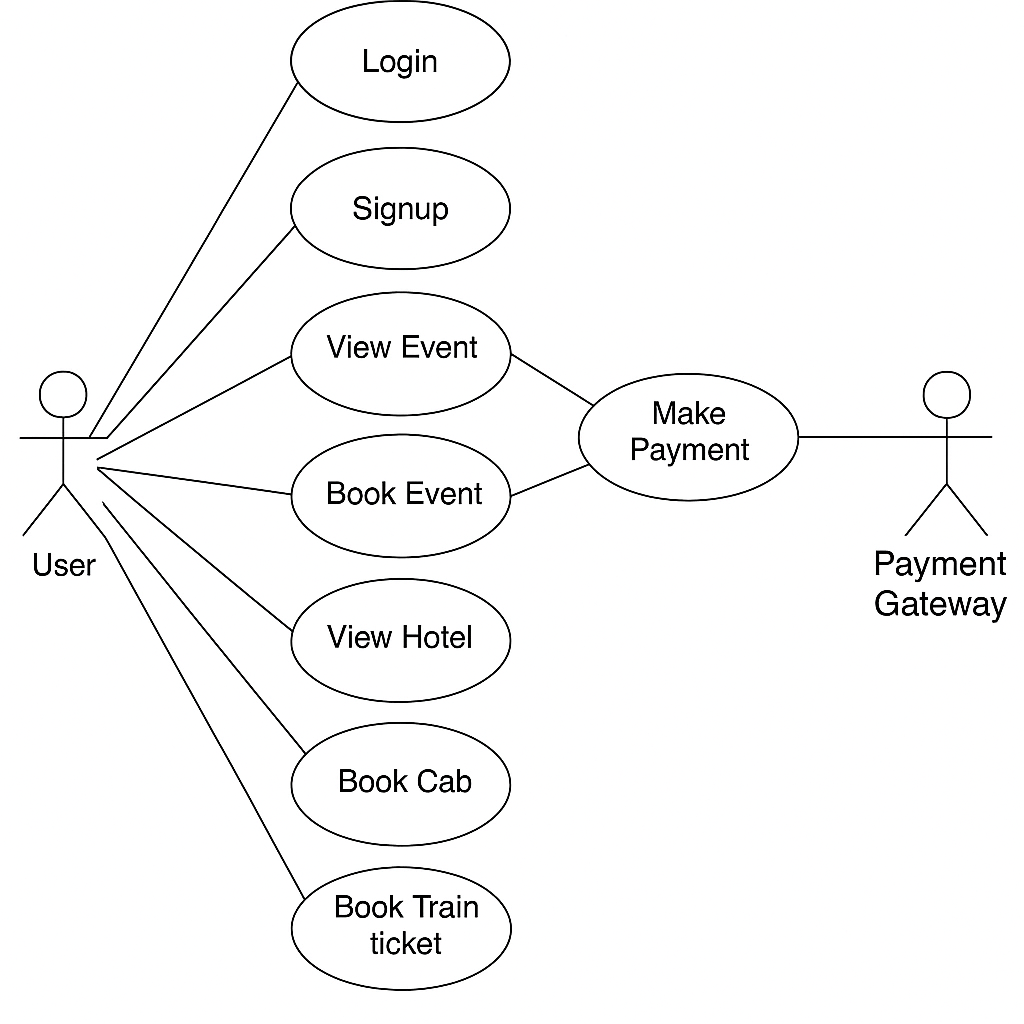 Login
Signup
View Event
Book Event
View Hotel
Book Cab
Book Train
ticket
Make
Payment
User
Payment
Gateway